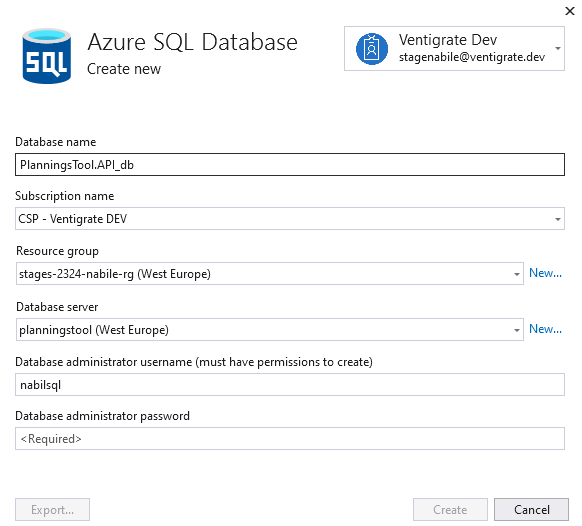 SQL
Azure SQL Database
Create new
Ventigrate Dev
stagenabile@ventigrate.dev
Database name
PlanningsTool.API_db
Subscription name
CSP - Ventigrate DEV
Resource group
stages-2324-nabile-rg (West Europe)
New...
Database server
planningstool (West Europe)
New...
Database administrator username (must have permissions to create)
nabilsql
Database administrator password
<Required>
Export...
Create
Cancel